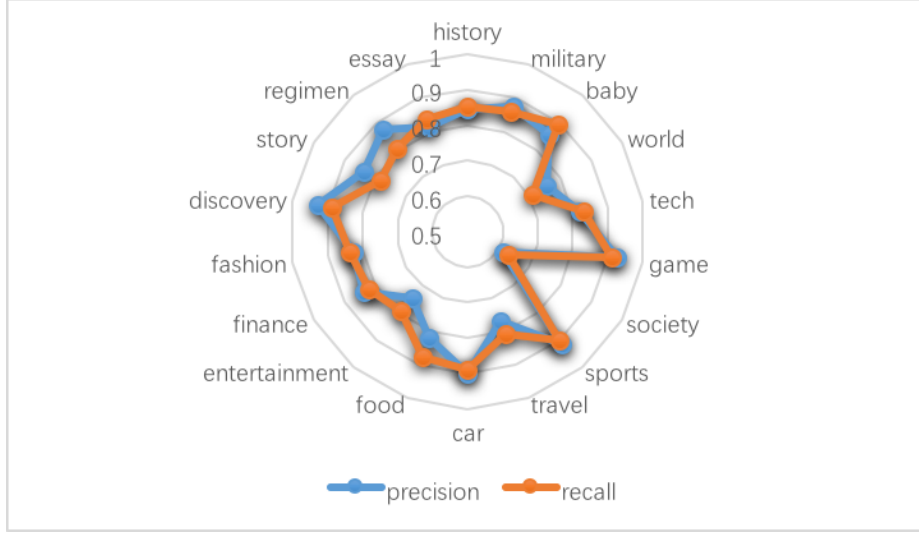 history
military
baby
world
tech
game
society
sports
travel
car
food
entertainment
finance
fashion
discovery
story
regimen
essay
1
0.9
0.8
0.7
0.6
0.5
precision
recall